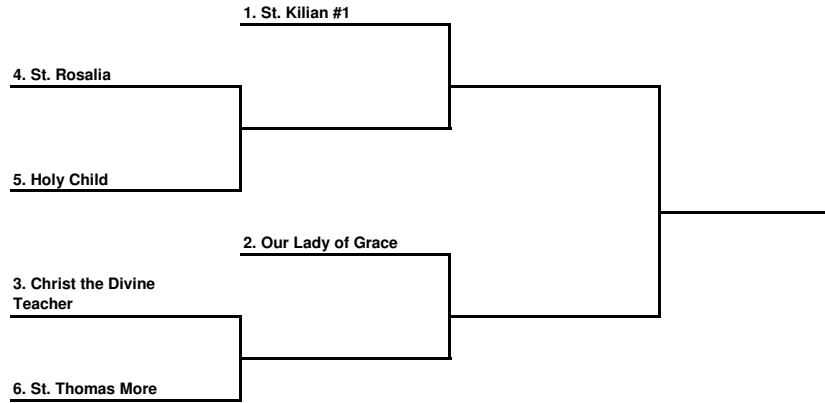 1. St. Kilian #1
4. St. Rosalia
5. Holy Child
2. Our Lady of Grace
3. Christ the Divine
Teacher
6. St. Thomas More